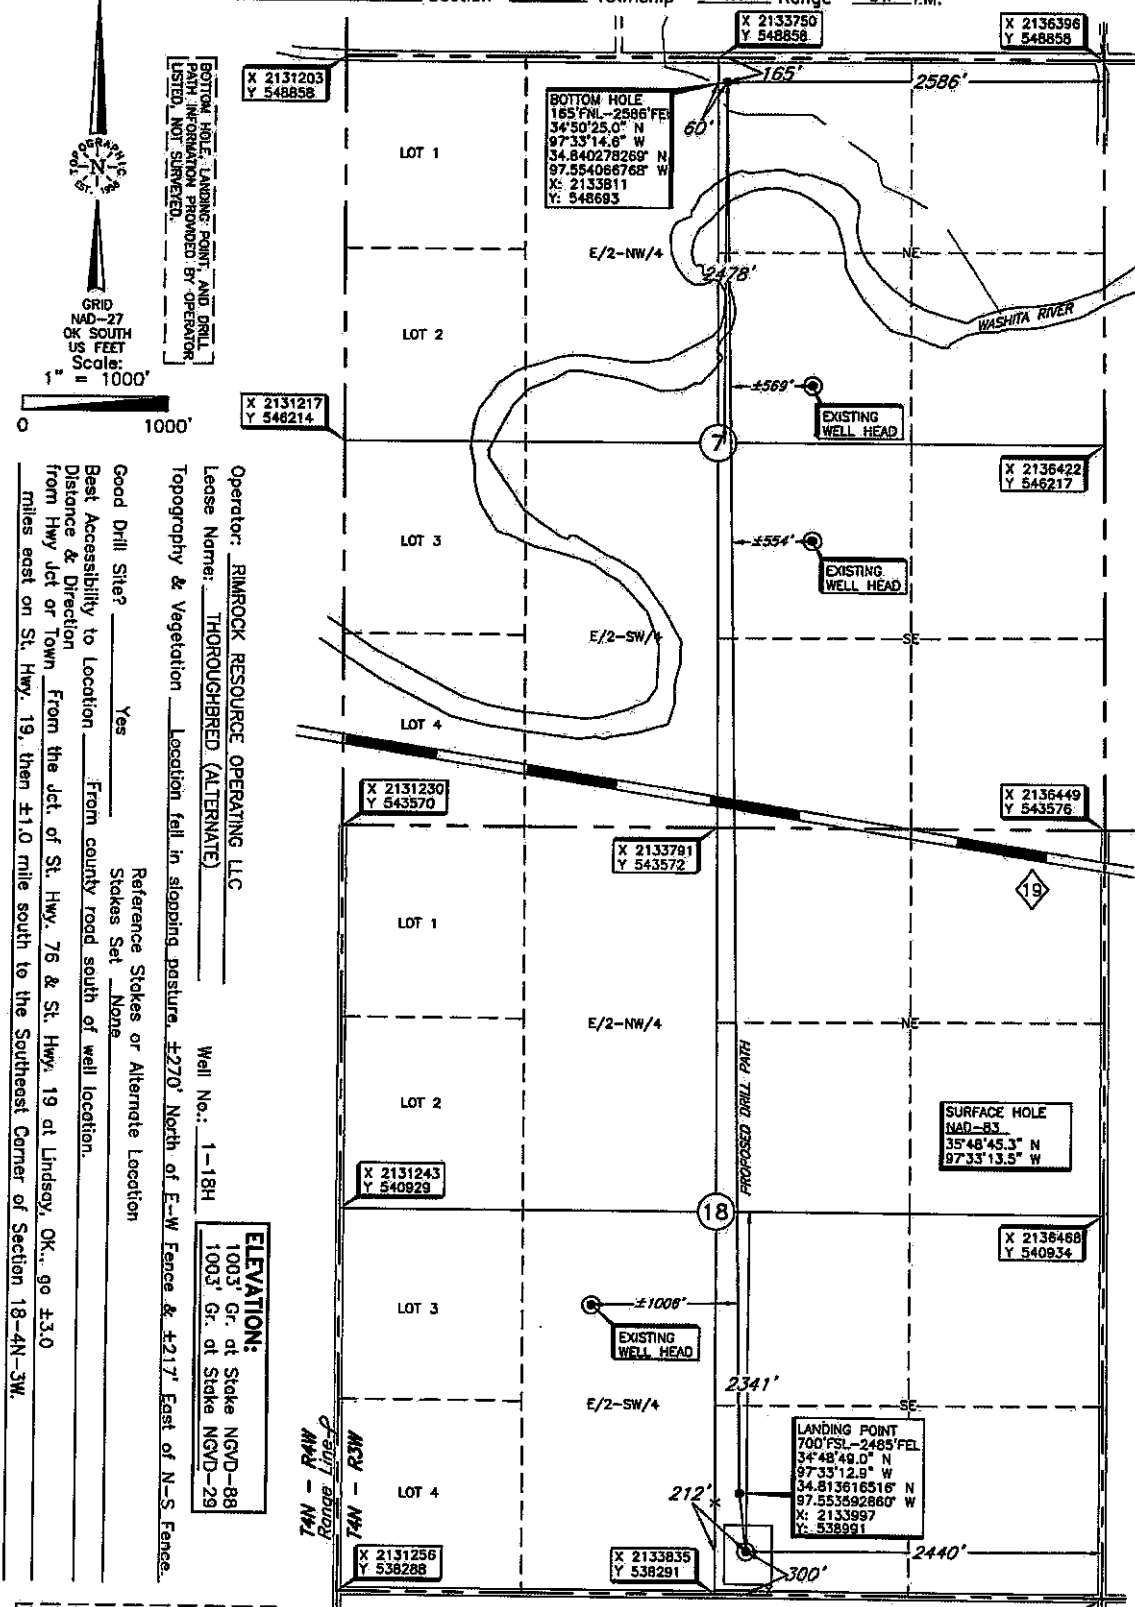 Section Township Range I.M.
X 2133750
Y 548858
X 2136396
Y 548858
X 2131203
Y 548858
165'
2586'
60'
BOTTOM HOLE
165'FNL-2586'FEL
34°50'25.0" N
97°33'14.6" W
34.840278269° N
97.554066768° W
X: 2133811
Y: 548693
BOTTOM HOLE, LANDING POINT, AND DRILL
PATH INFORMATION PROVIDED BY OPERATOR
LISTED, NOT SURVEYED.
TOPOGRAPHIC
N
EST. 1958
GRID
NAD-27
OK SOUTH
US FEET
Scale:
1" = 1000'
0 1000'
LOT 1
E/2-NW/4
NE
2478'
WASHITA RIVER
LOT 2
±569'
EXISTING
WELL HEAD
X 2131217
Y 546214
7
X 2136422
Y 546217
LOT 3
±554'
EXISTING
WELL HEAD
E/2-SW/4
SE
LOT 4
X 2131230
Y 543570
X 2136449
Y 543576
X 2133791
Y 543572
19
LOT 1
E/2-NW/4
NE
PROPOSED DRILL PATH
LOT 2
SURFACE HOLE
NAD-83
35°48'45.3" N
97°33'13.5" W
X 2131243
Y 540929
18
X 2136468
Y 540934
LOT 3
±1006'
EXISTING
WELL HEAD
2341'
E/2-SW/4
SE
LANDING POINT
700'FSL-2485'FEL
34°48'49.0" N
97°33'12.9" W
34.813616516° N
97.553592860° W
X: 2133997
Y: 538991
LOT 4
212'
2440'
300'
X 2131256
Y 538288
X 2133835
Y 538291
T4N - R3W
Range Line
T4N - R4W
Operator: RIMROCK RESOURCE OPERATING LLC
Lease Name: THOROUGHBRED (ALTERNATE) Well No.: 1-18H
ELEVATION:
1003' Gr. at Stake NGVD-88
1003' Gr. at Stake NGVD-29
Topography & Vegetation Location fell in slopping pasture, ±270' North of E-W Fence & ±217' East of N-S Fence.
Reference Stakes or Alternate Location
Good Drill Site? Yes Stakes Set None
Best Accessibility to Location From county road south of well location.
Distance & Direction
from Hwy Jct or Town From the Jct. of St. Hwy. 76 & St. Hwy. 19 at Lindsay, OK., go ±3.0
miles east on St. Hwy. 19, then ±1.0 mile south to the Southeast Corner of Section 18-4N-3W.